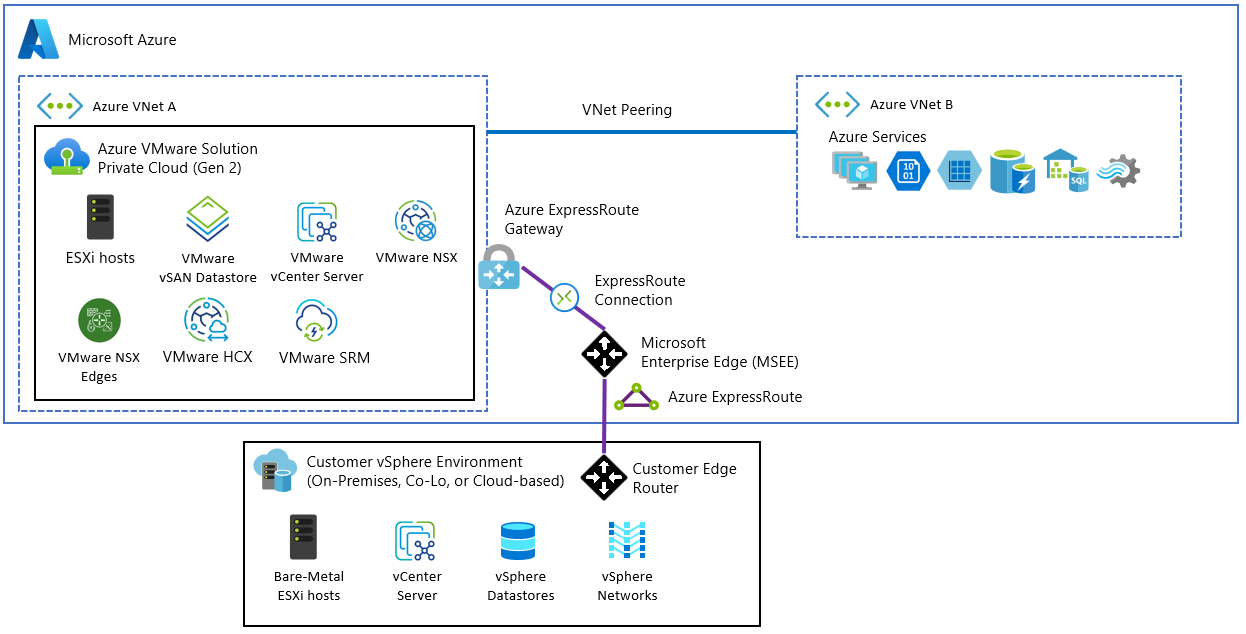 Microsoft Azure
Azure VNet A
VNet Peering
Azure VNet B
Azure VMware Solution
Private Cloud (Gen 2)
Azure Services
10
01
SQL
ESXi hosts
VMware
vSAN Datastore
VMware
vCenter Server
VMware NSX
VMware NSX
Edges
VMware HCX
VMware SRM
Azure ExpressRoute
Gateway
ExpressRoute
Connection
Microsoft
Enterprise Edge (MSEE)
Azure ExpressRoute
Customer vSphere Environment
(On-Premises, Co-Lo, or Cloud-based)
Customer Edge
Router
Bare-Metal
ESXi hosts
vCenter
Server
vSphere
Datastores
vSphere
Networks